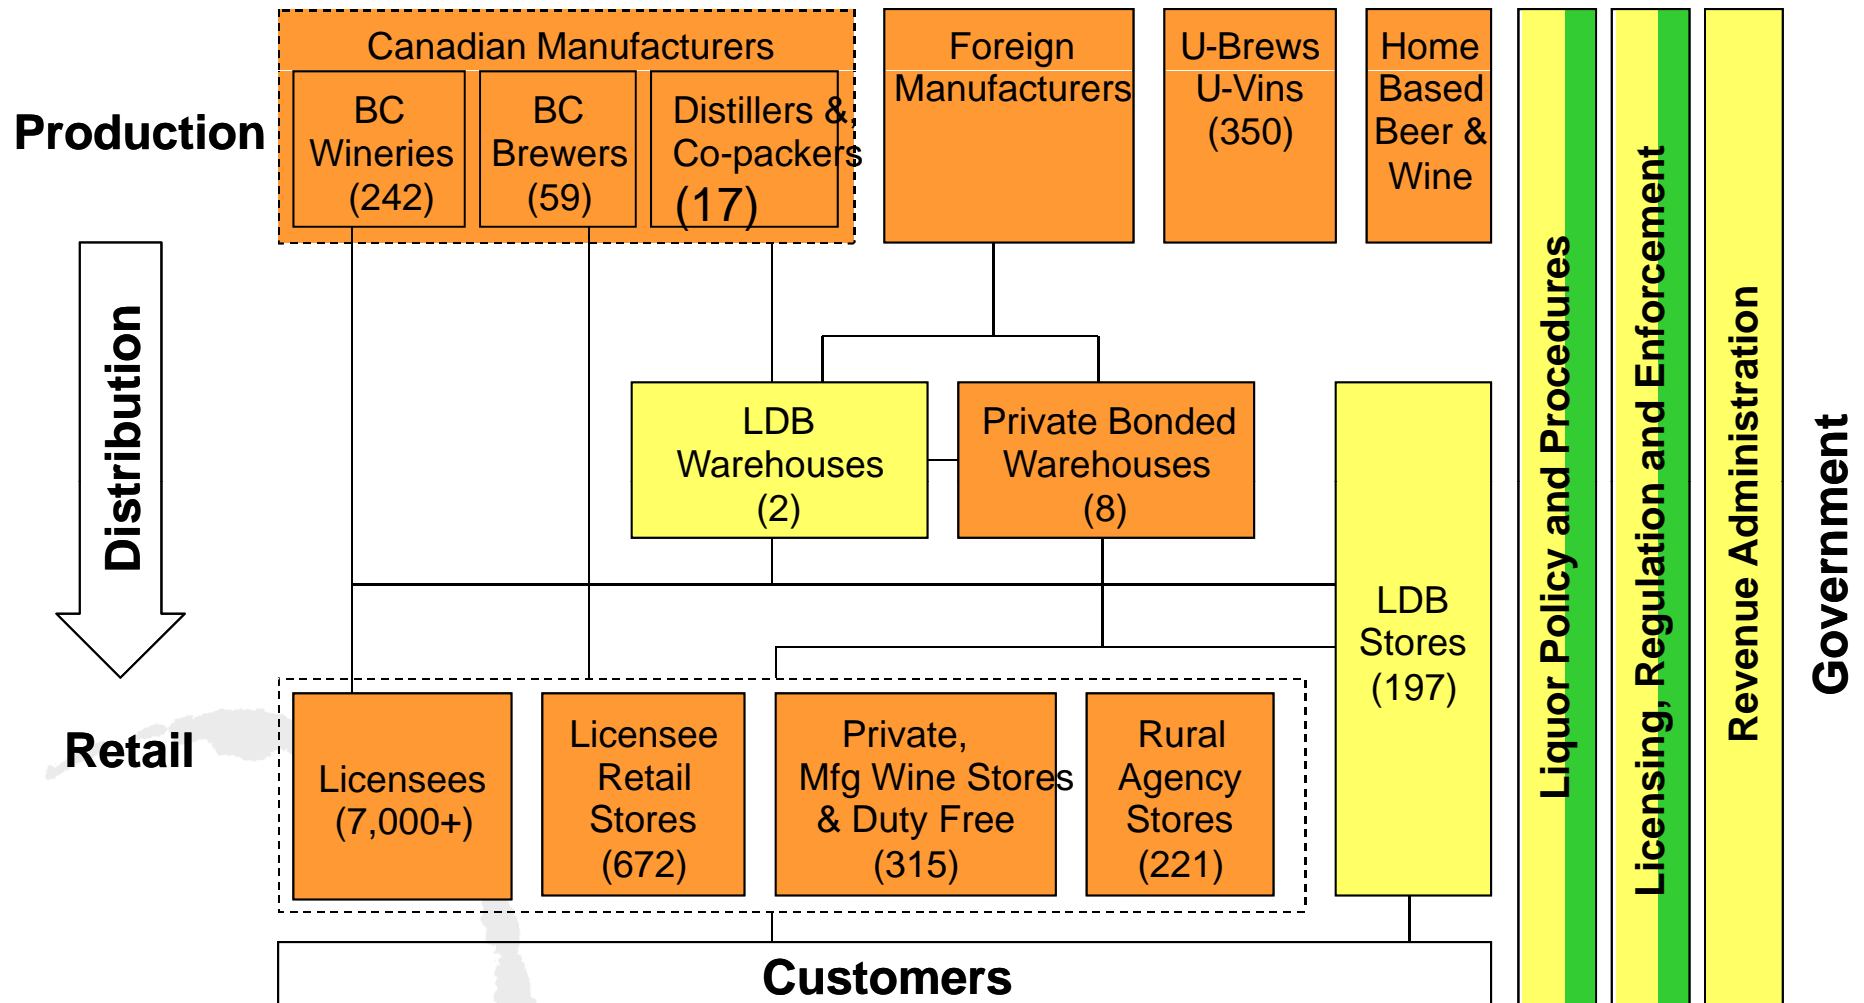 Production
Canadian Manufacturers
BC
Wineries
(242)
BC
Brewers
(59)
Distillers &
Co-packers
(17)
Foreign
Manufacturers
U-Brews
U-Vins
(350)
Home
Based
Beer &
Wine
Distribution
LDB
Warehouses
(2)
Private Bonded
Warehouses
(8)
LDB
Stores
(197)
Retail
Licensees
(7,000+)
Licensee
Retail
Stores
(672)
Private,
Mfg Wine Stores
& Duty Free
(315)
Rural
Agency
Stores
(221)
Customers
Liquor Policy and Procedures
Licensing, Regulation and Enforcement
Revenue Administration
Government